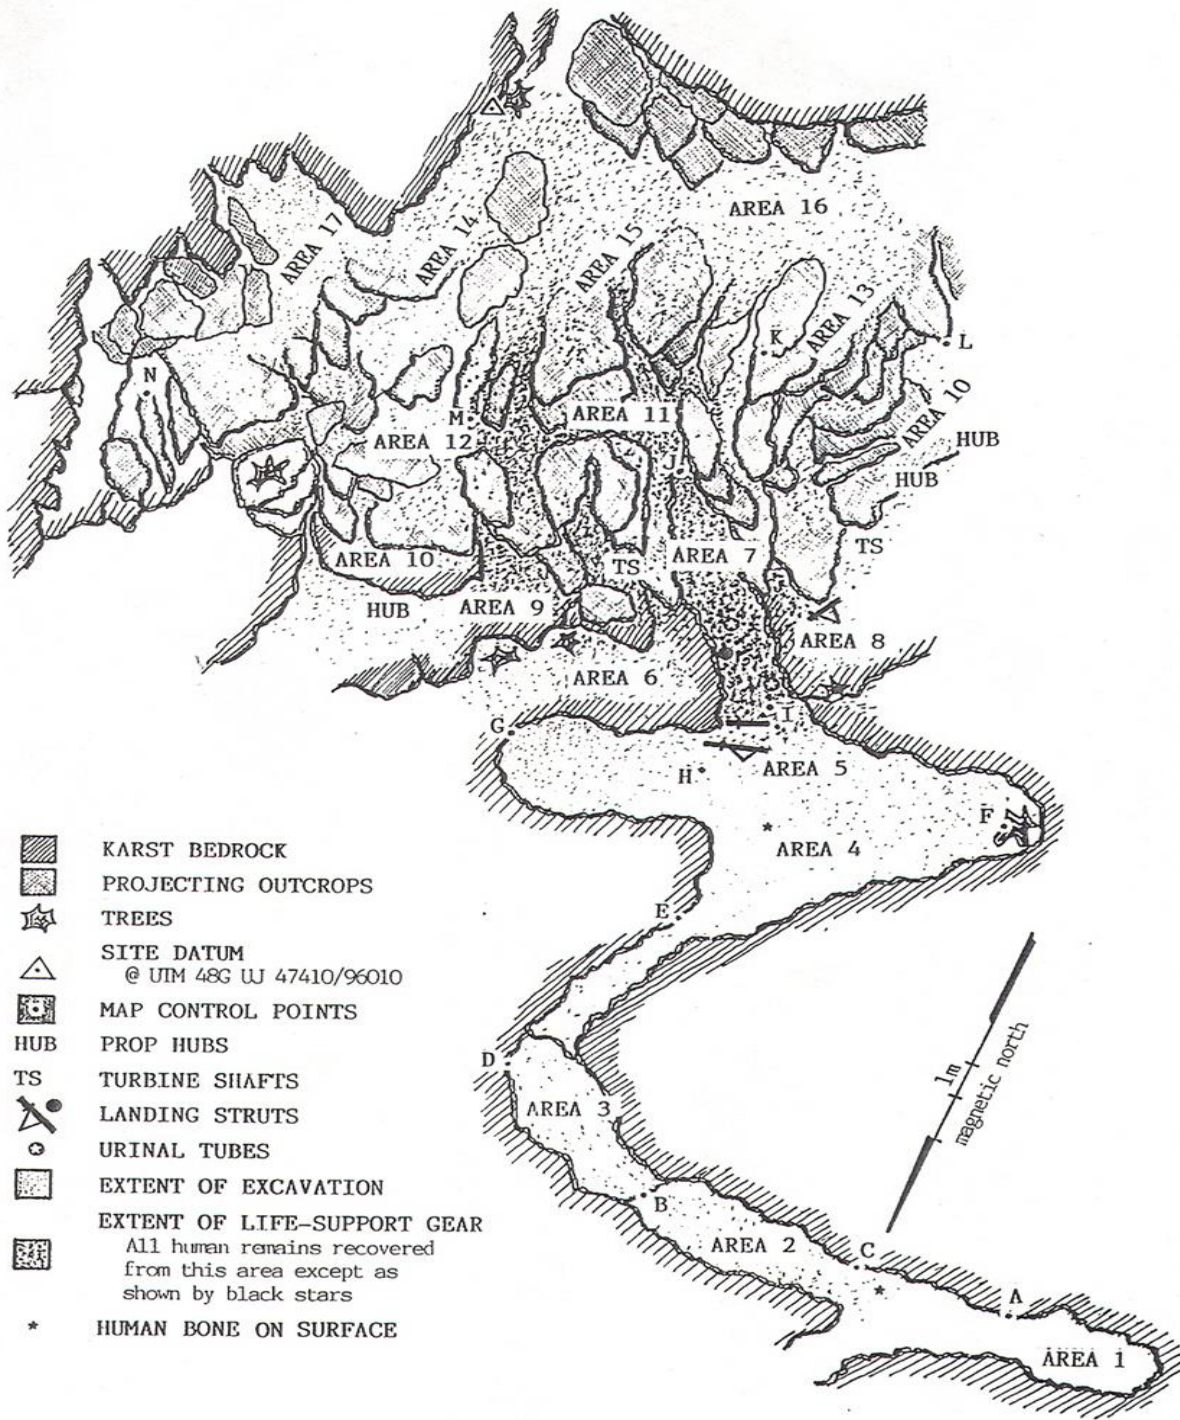 AREA 16
AREA 17
AREA 14
AREA 15
AREA 13
K
L
N
M
AREA 11
AREA 12
AREA 10
HUB
J
HUB
TS
AREA 10
TS
AREA 7
HUB
AREA 9
AREA 8
AREA 6
G
I
H
AREA 5
F
AREA 4
E
D
AREA 3
B
AREA 2
C
A
AREA 1
1m
magnetic north
KARST BEDROCK
PROJECTING OUTCROPS
TREES
SITE DATUM
@ UTM 48G UJ 47410/96010
MAP CONTROL POINTS
HUB PROP HUBS
TS TURBINE SHAFTS
LANDING STRUTS
URINAL TUBES
EXTENT OF EXCAVATION
EXTENT OF LIFE-SUPPORT GEAR
All human remains recovered
from this area except as
shown by black stars
* HUMAN BONE ON SURFACE